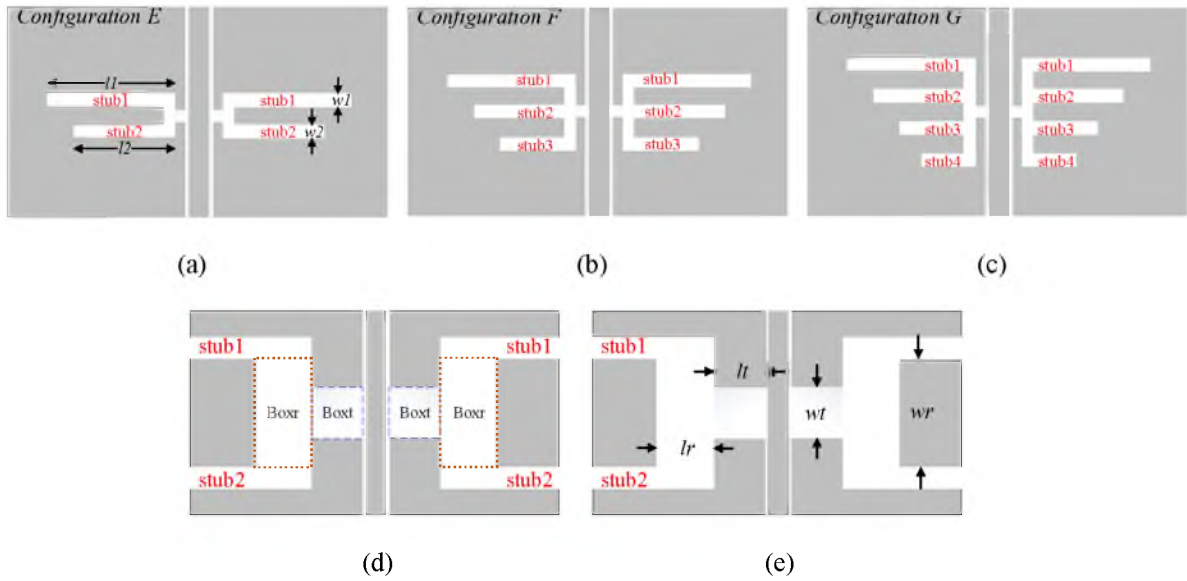 Configuration E
l1
stub1
stub1
w1
stub2
stub2
w2
l2
(a)
Configuration F
stub1
stub1
stub2
stub2
stub3
stub3
(b)
Configuration G
stub1
stub1
stub2
stub2
stub3
stub3
stub4
stub4
(c)
stub1
stub1
Boxr
Boxt
Boxt
Boxr
stub2
stub2
(d)
stub1
lt
wt
wr
lr
stub2
(e)